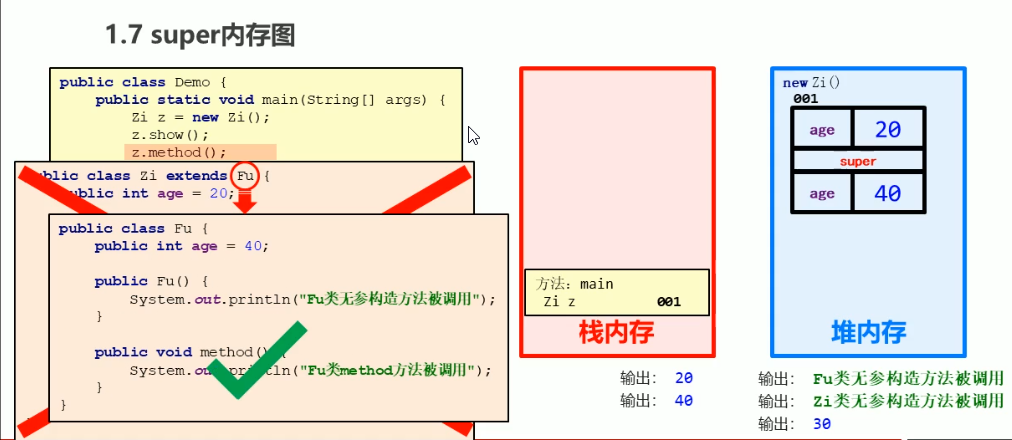 1.7 super内存图
public class Demo {
public static void main(String[] args) {
Zi z = new Zi();
z.show();
z.method();
class Zi extends Fu {
public int age = 20;
public class Fu {
public int age = 40;
public Fu() {
System.out.println("Fu类无参构造方法被调用");
}
public void method() {
System.out.println("Fu类method方法被调用");
}
}
方法：main
Zi z 001
栈内存
new Zi()
001
age 20
super
age 40
堆内存
输出： 20
输出： 40
输出： Fu类无参构造方法被调用
输出： Zi类无参构造方法被调用
输出： 30